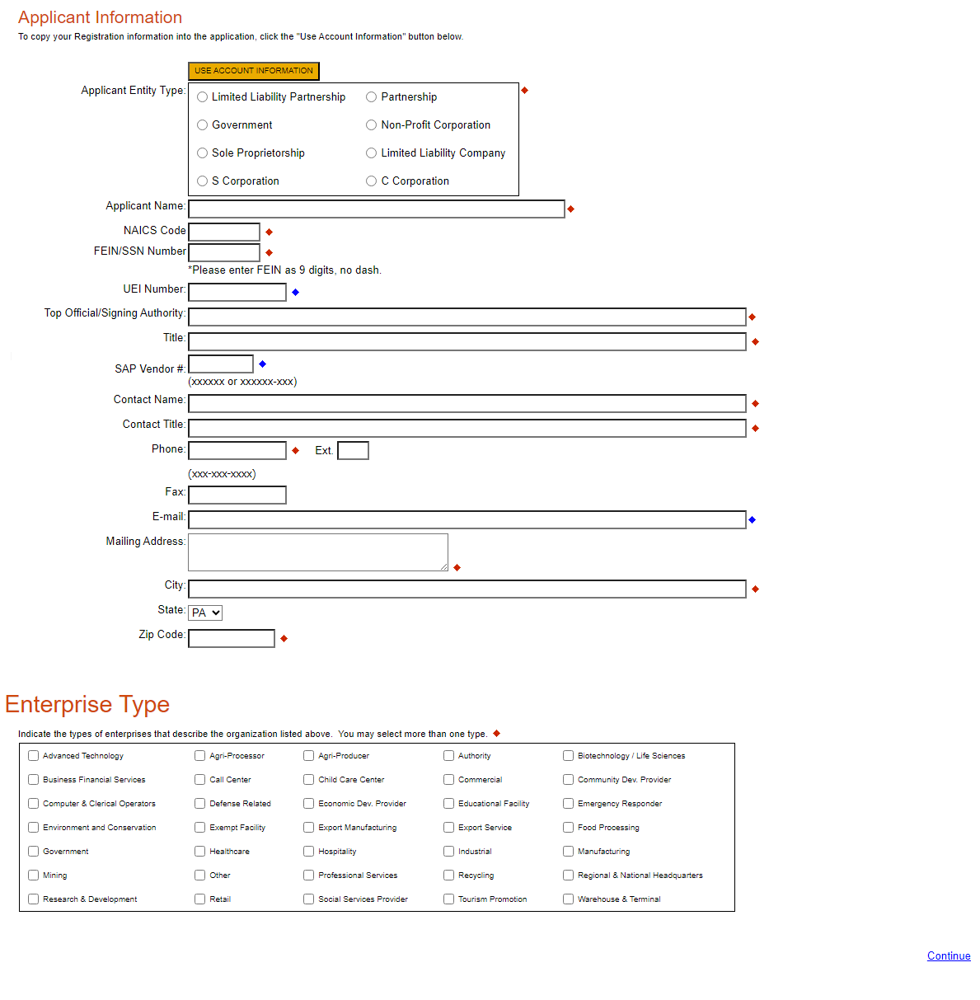 Applicant Information
To copy your Registration information into the application, click the "Use Account Information" button below.
USE ACCOUNT INFORMATION
Applicant Entity Type:
Limited Liability Partnership Partnership
Government Non-Profit Corporation
Sole Proprietorship Limited Liability Company
S Corporation C Corporation
Applicant Name:
NAICS Code
FEIN/SSN Number
*Please enter FEIN as 9 digits, no dash.
UEI Number:
Top Official/Signing Authority:
Title:
SAP Vendor #:
(xxxxxx or xxxxxx-xxx)
Contact Name:
Contact Title:
Phone: Ext.
(xxx-xxx-xxxx)
Fax:
E-mail:
Mailing Address:
City:
State: PA
Zip Code:
Enterprise Type
Indicate the types of enterprises that describe the organization listed above. You may select more than one type.
Advanced Technology Agri-Processor Agri-Producer Authority Biotechnology / Life Sciences
Business Financial Services Call Center Child Care Center Commercial Community Dev. Provider
Computer & Clerical Operators Defense Related Economic Dev. Provider Educational Facility Emergency Responder
Environment and Conservation Exempt Facility Export Manufacturing Export Service Food Processing
Government Healthcare Hospitality Industrial Manufacturing
Mining Other Professional Services Recycling Regional & National Headquarters
Research & Development Retail Social Services Provider Tourism Promotion Warehouse & Terminal
Continue